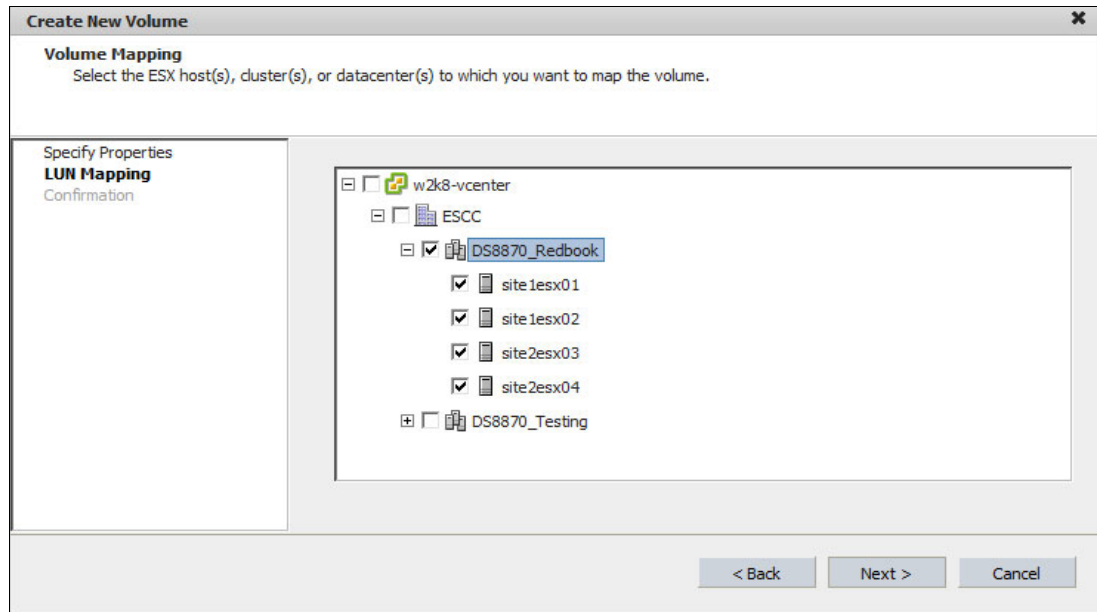 Create New Volume
Volume Mapping
Select the ESX host(s), cluster(s), or datacenter(s) to which you want to map the volume.
Specify Properties
LUN Mapping
Confirmation
w2k8-vcenter
ESCC
DS8870_Redbook
site1esx01
site1esx02
site2esx03
site2esx04
DS8870_Testing
< Back Next > Cancel